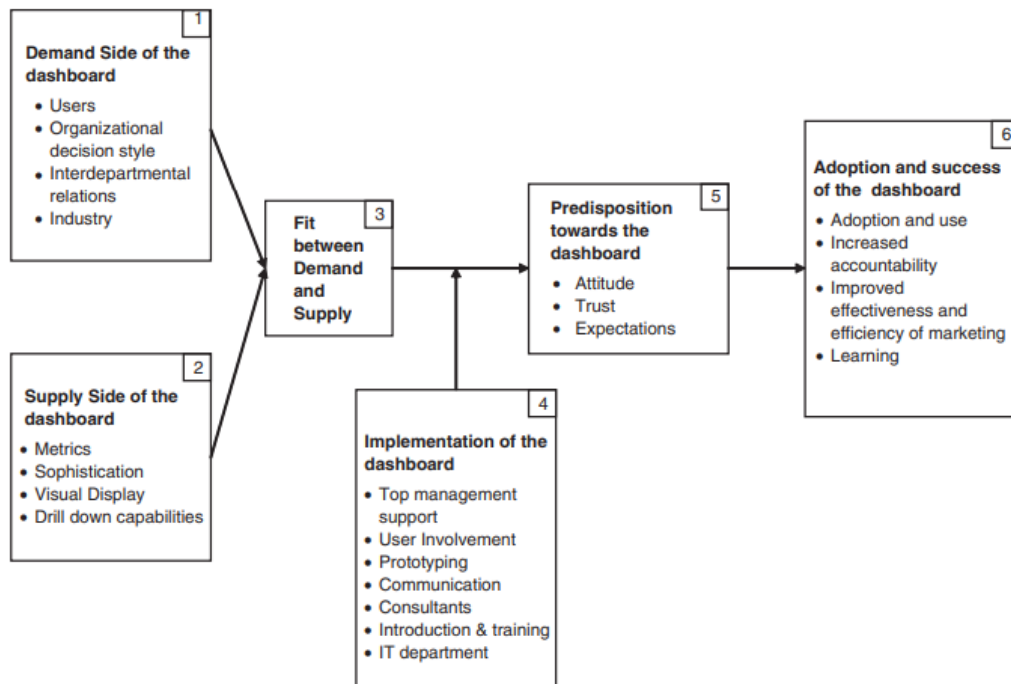 1
Demand Side of the
dashboard
• Users
• Organizational
decision style
• Interdepartmental
relations
• Industry
2
Supply Side of the
dashboard
• Metrics
• Sophistication
• Visual Display
• Drill down capabilities
3
Fit
between
Demand
and
Supply
4
Implementation of the
dashboard
• Top management
support
• User Involvement
• Prototyping
• Communication
• Consultants
• Introduction & training
• IT department
5
Predisposition
towards the
dashboard
• Attitude
• Trust
• Expectations
6
Adoption and success
of the dashboard
• Adoption and use
• Increased
accountability
• Improved
effectiveness and
efficiency of marketing
• Learning